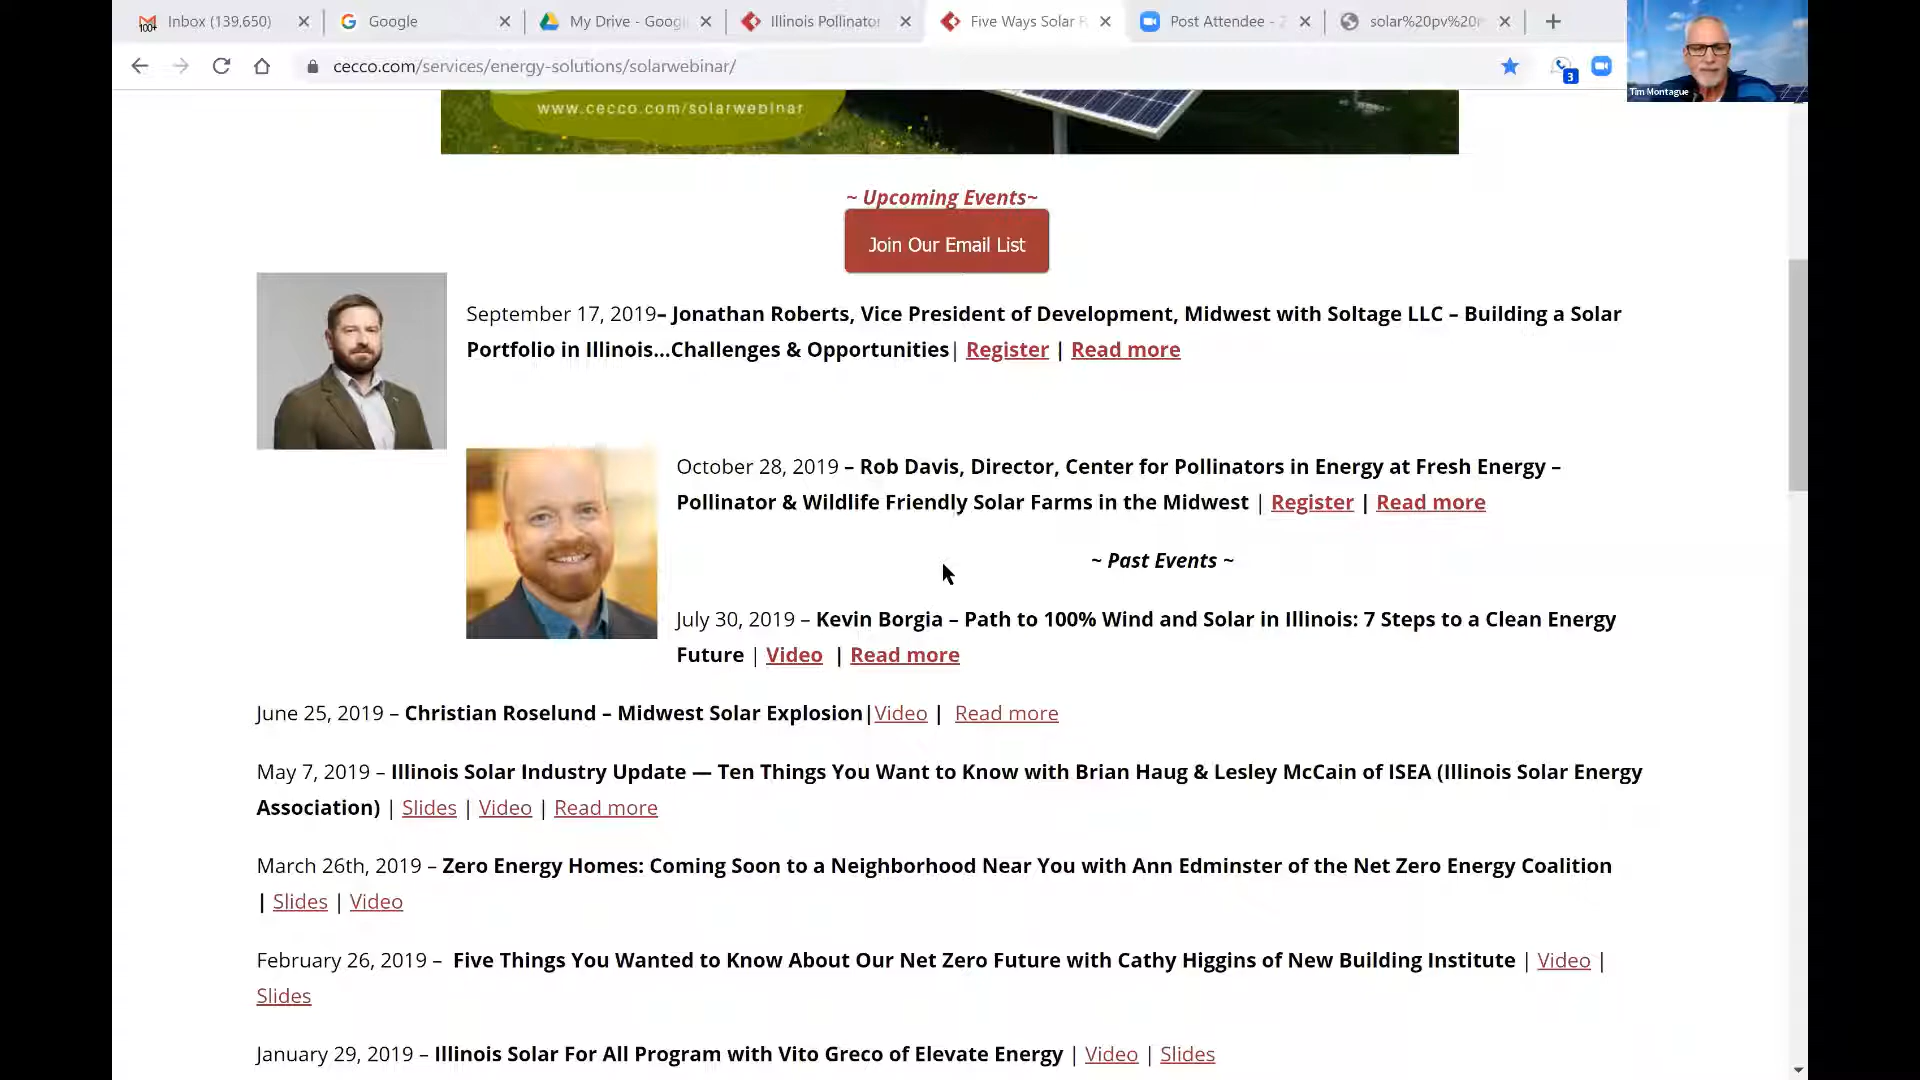 Inbox (139,650)
Google
My Drive - Googl
Illinois Pollinator
Five Ways Solar F
Post Attendee - Z
solar%20pv%20r
cecco.com/services/energy-solutions/solarwebinar/
3
Tim Montague
www.cecco.com/solarwebinar
~ Upcoming Events~
Join Our Email List
September 17, 2019– Jonathan Roberts, Vice President of Development, Midwest with Soltage LLC – Building a Solar
Portfolio in Illinois...Challenges & Opportunities| Register | Read more
October 28, 2019 – Rob Davis, Director, Center for Pollinators in Energy at Fresh Energy –
Pollinator & Wildlife Friendly Solar Farms in the Midwest | Register | Read more
~ Past Events ~
July 30, 2019 – Kevin Borgia – Path to 100% Wind and Solar in Illinois: 7 Steps to a Clean Energy
Future | Video | Read more
June 25, 2019 – Christian Roselund – Midwest Solar Explosion|Video | Read more
May 7, 2019 – Illinois Solar Industry Update — Ten Things You Want to Know with Brian Haug & Lesley McCain of ISEA (Illinois Solar Energy
Association) | Slides | Video | Read more
March 26th, 2019 – Zero Energy Homes: Coming Soon to a Neighborhood Near You with Ann Edminster of the Net Zero Energy Coalition
| Slides | Video
February 26, 2019 – Five Things You Wanted to Know About Our Net Zero Future with Cathy Higgins of New Building Institute | Video |
Slides
January 29, 2019 – Illinois Solar For All Program with Vito Greco of Elevate Energy | Video | Slides